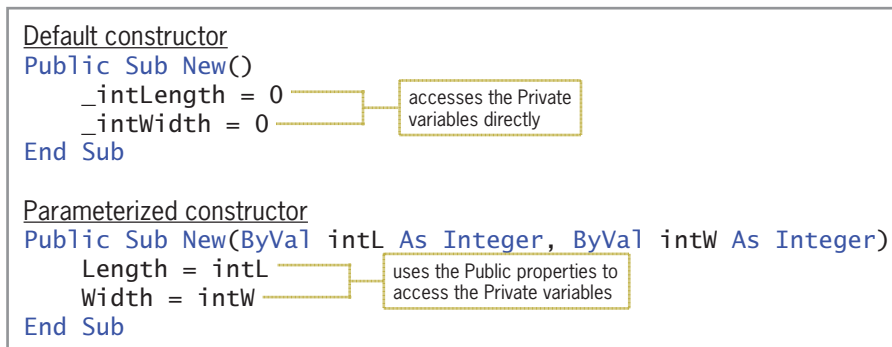 Default constructor
Public Sub New()
_intLength = 0
_intWidth = 0
accesses the Private
variables directly
End Sub
Parameterized constructor
Public Sub New(ByVal intL As Integer, ByVal intW As Integer)
Length = intL
Width = intW
uses the Public properties to
access the Private variables
End Sub